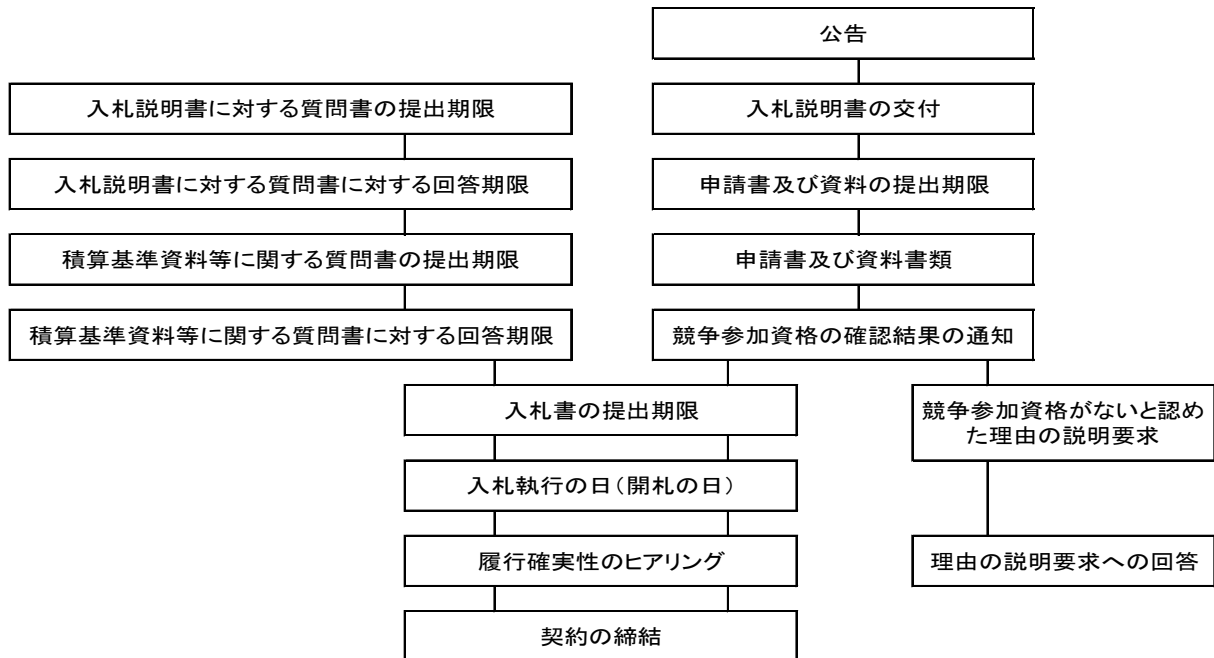 公告
入札説明書に対する質問書の提出期限
入札説明書の交付
入札説明書に対する質問書に対する回答期限
申請書及び資料の提出期限
積算基準資料等に関する質問書の提出期限
申請書及び資料書類
積算基準資料等に関する質問書に対する回答期限
競争参加資格の確認結果の通知
入札書の提出期限
競争参加資格がないと認め
た理由の説明要求
入札執行の日(開札の日)
履行確実性のヒアリング
理由の説明要求への回答
契約の締結